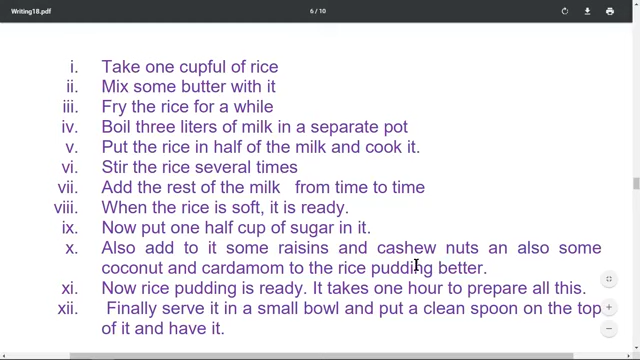 Writing18.pdf
6 / 10
i. Take one cupful of rice
ii. Mix some butter with it
iii. Fry the rice for a while
iv. Boil three liters of milk in a separate pot
v. Put the rice in half of the milk and cook it.
vi. Stir the rice several times
vii. Add the rest of the milk from time to time
viii. When the rice is soft, it is ready.
ix. Now put one half cup of sugar in it.
x. Also add to it some raisins and cashew nuts an also some
coconut and cardamom to the rice pudding better.
xi. Now rice pudding is ready. It takes one hour to prepare all this.
xii. Finally serve it in a small bowl and put a clean spoon on the top
of it and have it.